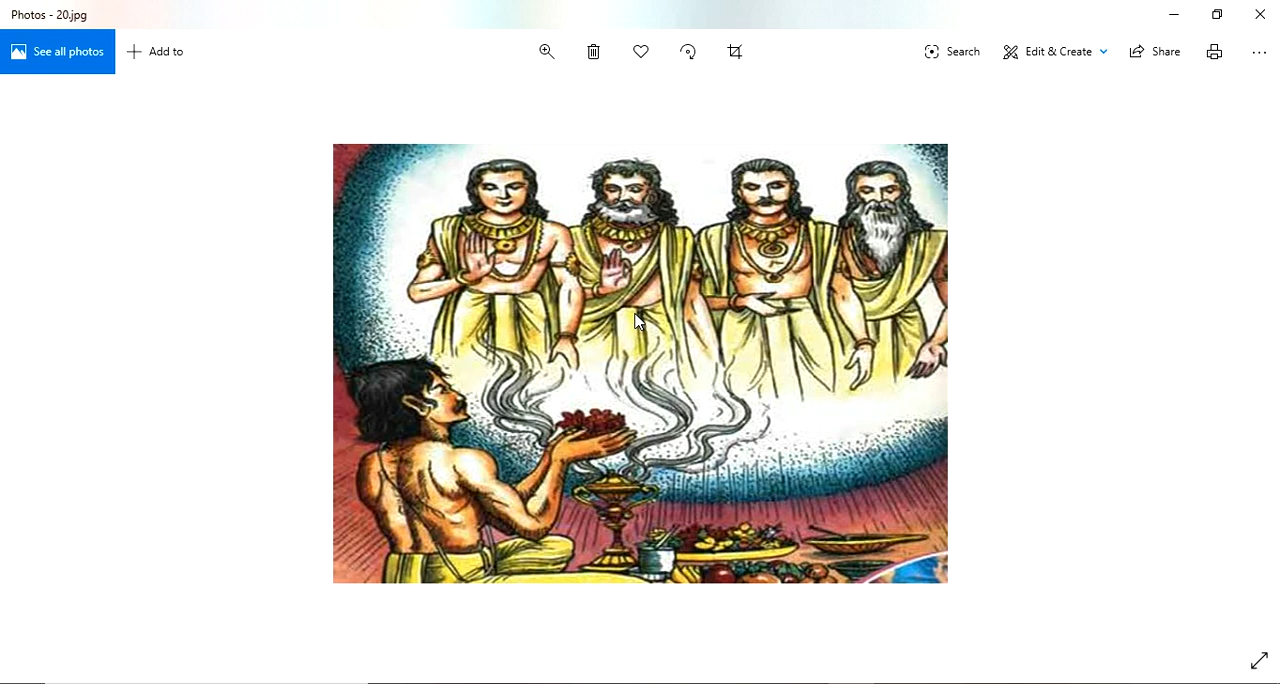 Photos - 20.jpg
See all photos
Add to
Search
Edit & Create
Share